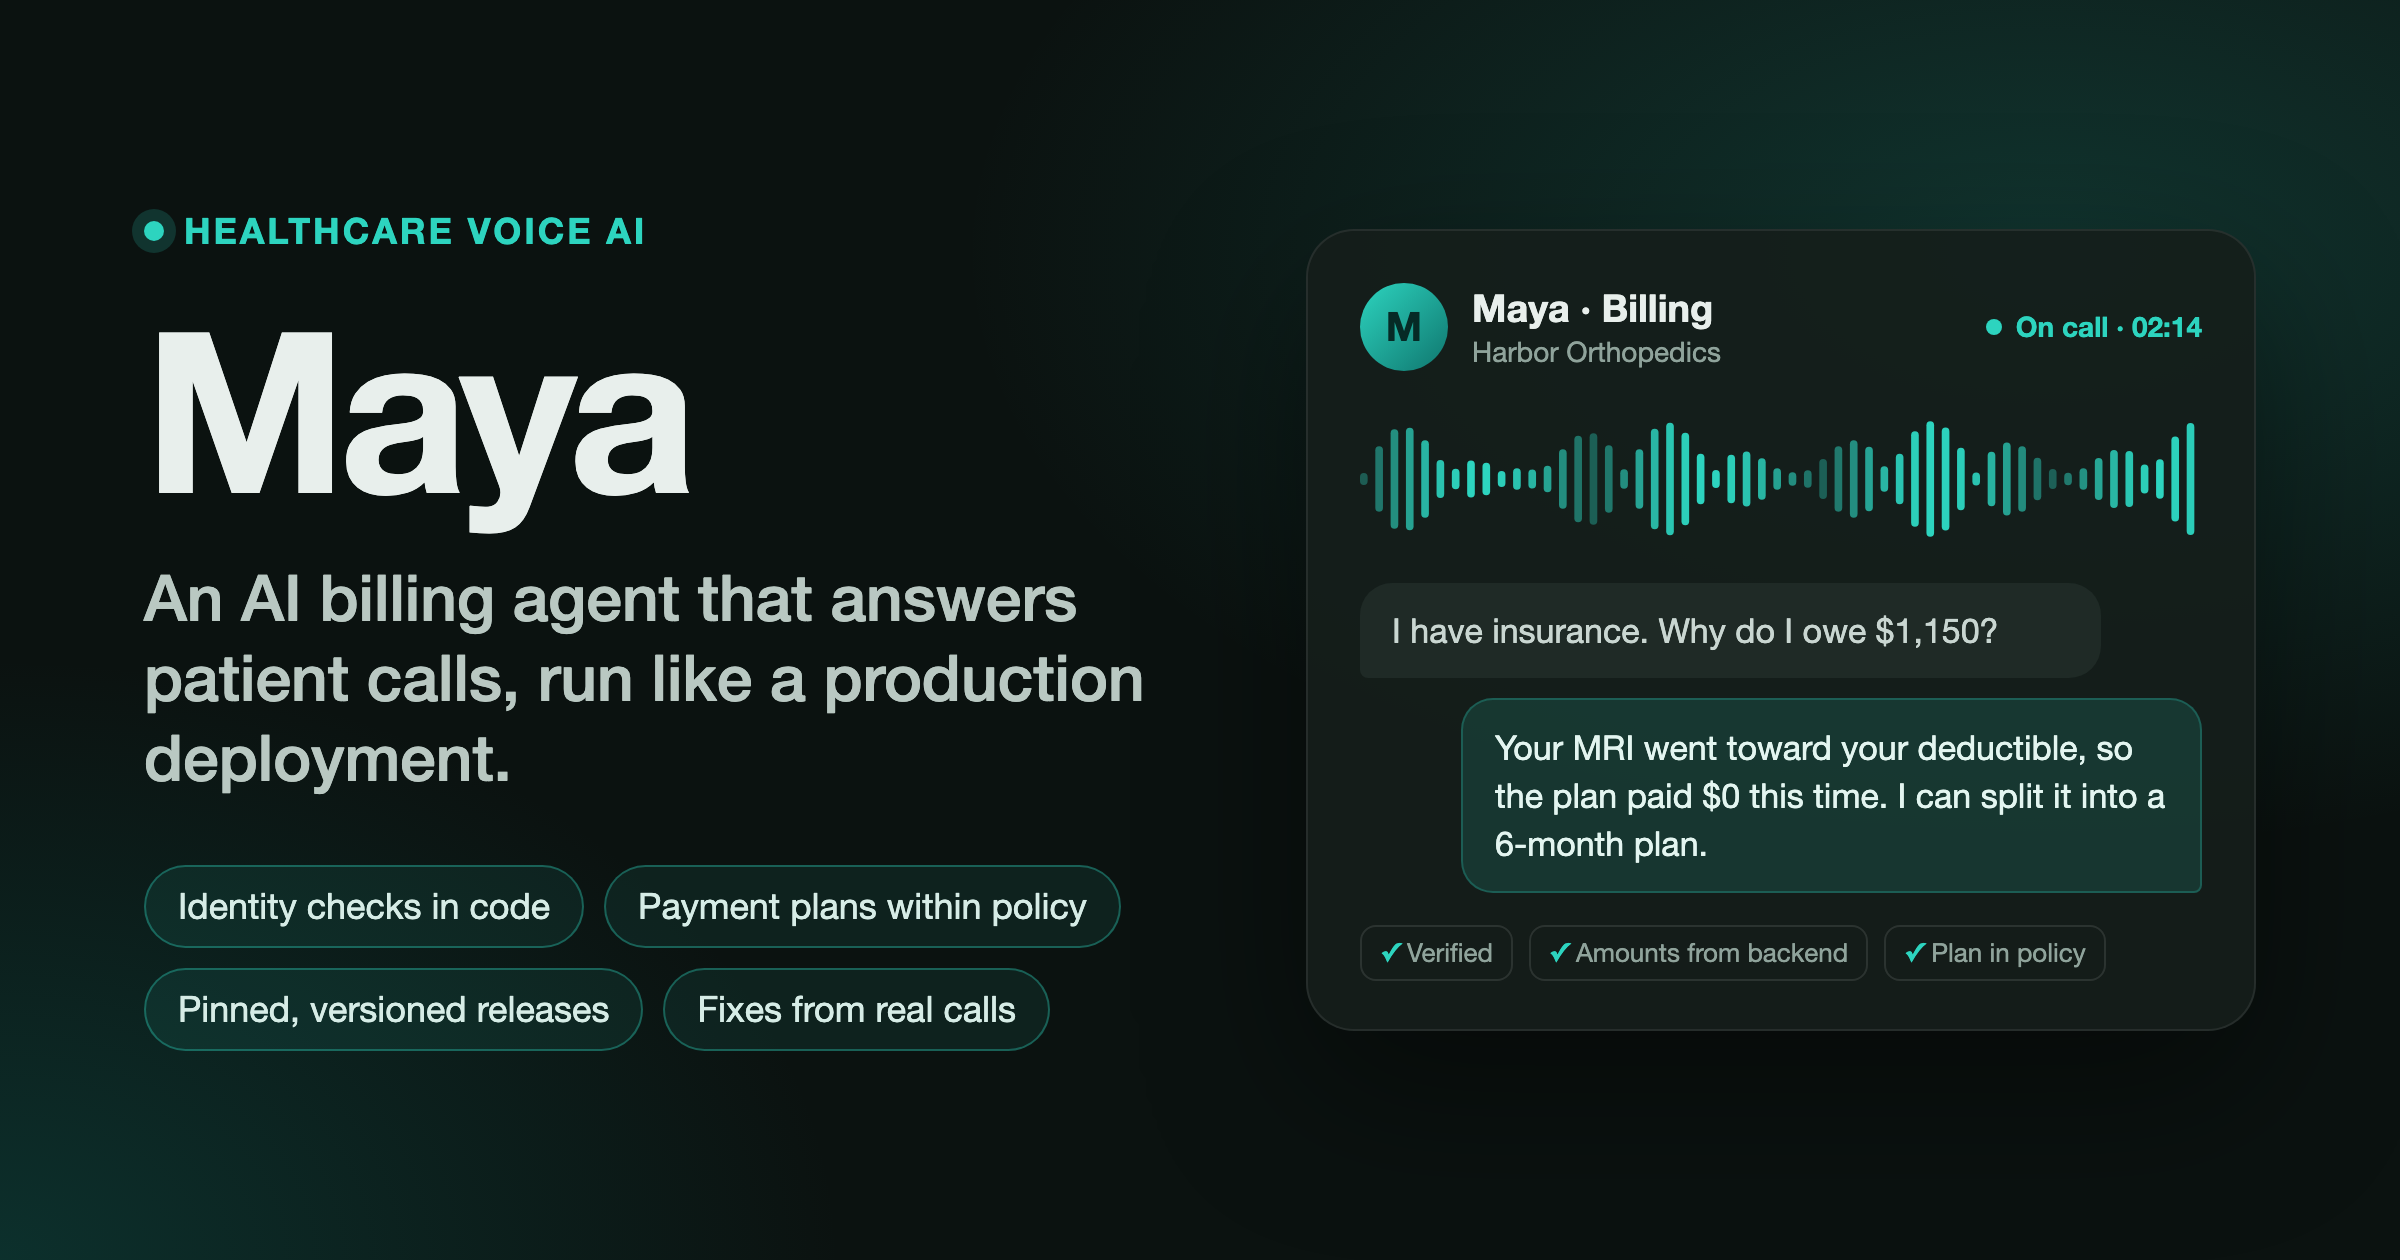 HEALTHCARE VOICE AI
Maya
An AI billing agent that answers
patient calls, run like a production
deployment.
Identity checks in code
Payment plans within policy
Pinned, versioned releases
Fixes from real calls
M
Maya · Billing
Harbor Orthopedics
On call · 02:14
I have insurance. Why do I owe $1,150?
Your MRI went toward your deductible, so
the plan paid $0 this time. I can split it into a
6-month plan.
✓ Verified
✓ Amounts from backend
✓ Plan in policy